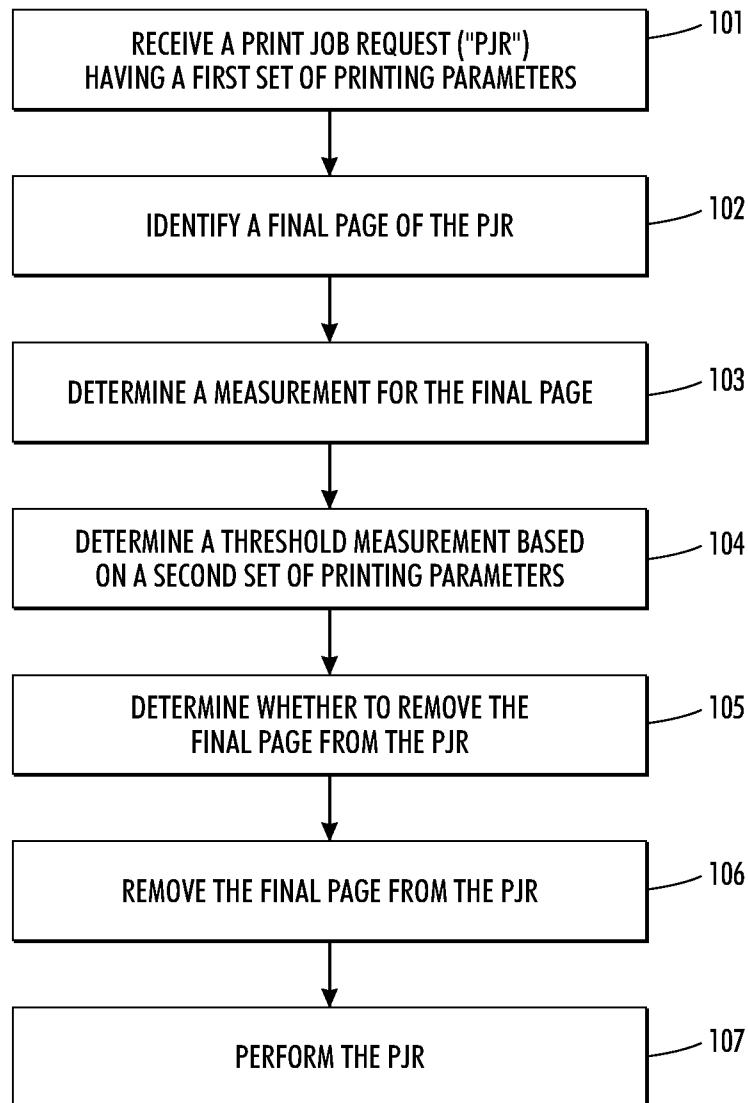 RECEIVE A PRINT JOB REQUEST ("PJR")
HAVING A FIRST SET OF PRINTING PARAMETERS
101
IDENTIFY A FINAL PAGE OF THE PJR
102
DETERMINE A MEASUREMENT FOR THE FINAL PAGE
103
DETERMINE A THRESHOLD MEASUREMENT BASED
ON A SECOND SET OF PRINTING PARAMETERS
104
DETERMINE WHETHER TO REMOVE THE
FINAL PAGE FROM THE PJR
105
REMOVE THE FINAL PAGE FROM THE PJR
106
PERFORM THE PJR
107